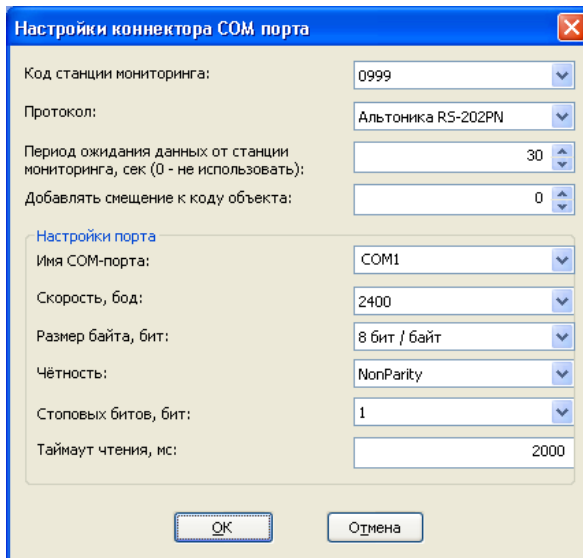 Настройки коннектора COM порта
Код станции мониторинга: 0999
Протокол: Альтоника RS-202PN
Период ожидания данных от станции
мониторинга, сек (0 - не использовать): 30
Добавлять смещение к коду объекта: 0
Настройки порта
Имя COM-порта: COM1
Скорость, бод: 2400
Размер байта, бит: 8 бит / байт
Чётность: NonParity
Стоповых битов, бит: 1
Таймаут чтения, мс: 2000
OK Отмена